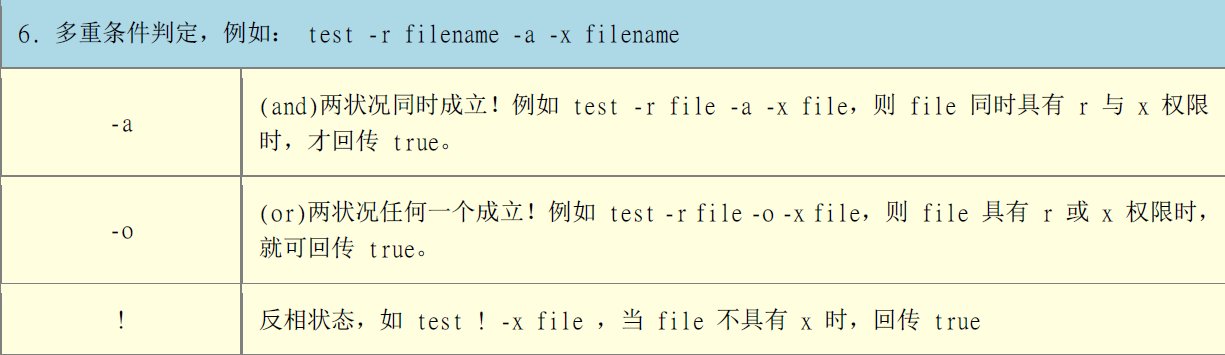 6. 多重条件判定，例如： test -r filename -a -x filename
-a
(and)两状况同时成立！例如 test -r file -a -x file，则 file 同时具有 r 与 x 权限
时，才回传 true。
-o
(or)两状况任何一个成立！例如 test -r file -o -x file，则 file 具有 r 或 x 权限时，
就可回传 true。
!
反相状态，如 test ! -x file ，当 file 不具有 x 时，回传 true